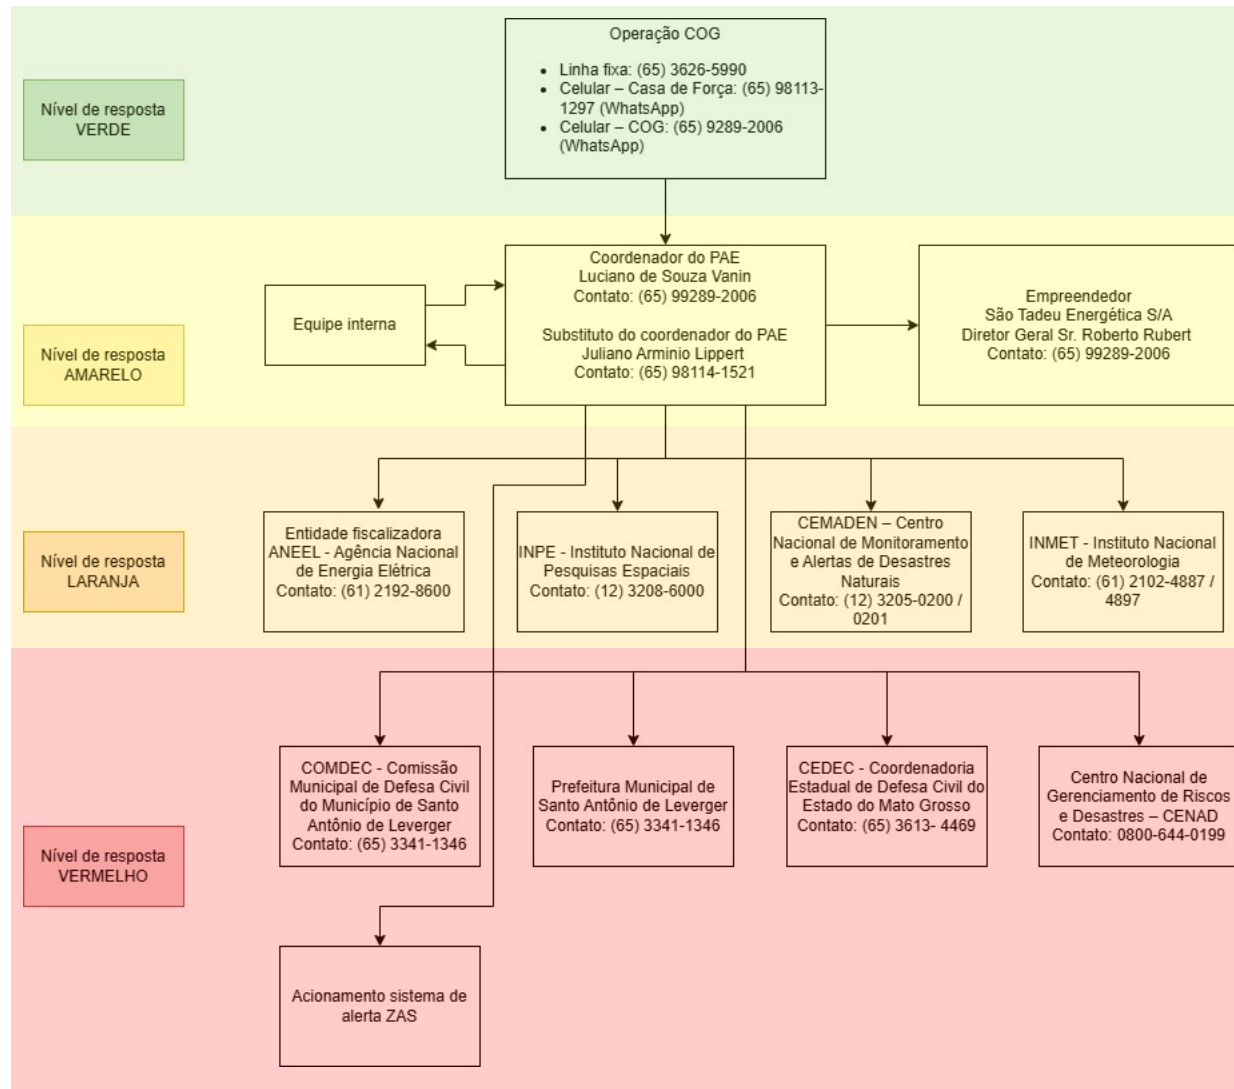 Operação COG
• Linha fixa: (65) 3626-5990
• Celular – Casa de Força: (65) 98113-
1297 (WhatsApp)
• Celular – COG: (65) 9289-2006
(WhatsApp)
Nível de resposta
VERDE
Coordenador do PAE
Luciano de Souza Vanin
Contato: (65) 99289-2006
Substituto do coordenador do PAE
Juliano Arminio Lippert
Contato: (65) 98114-1521
Equipe interna
Empreendedor
São Tadeu Energética S/A
Diretor Geral Sr. Roberto Rubert
Contato: (65) 99289-2006
Nível de resposta
AMARELO
Nível de resposta
LARANJA
Entidade fiscalizadora
ANEEL - Agência Nacional
de Energia Elétrica
Contato: (61) 2192-8600
INPE - Instituto Nacional de
Pesquisas Espaciais
Contato: (12) 3208-6000
CEMADEN – Centro
Nacional de Monitoramento
e Alertas de Desastres
Naturais
Contato: (12) 3205-0200 /
0201
INMET - Instituto Nacional
de Meteorologia
Contato: (61) 2102-4887 /
4897
Nível de resposta
VERMELHO
COMDEC - Comissão
Municipal de Defesa Civil
do Município de Santo
Antônio de Leverger
Contato: (65) 3341-1346
Prefeitura Municipal de
Santo Antônio de Leverger
Contato: (65) 3341-1346
CEDEC - Coordenadoria
Estadual de Defesa Civil do
Estado do Mato Grosso
Contato: (65) 3613- 4469
Centro Nacional de
Gerenciamento de Riscos
e Desastres – CENAD
Contato: 0800-644-0199
Acionamento sistema de
alerta ZAS